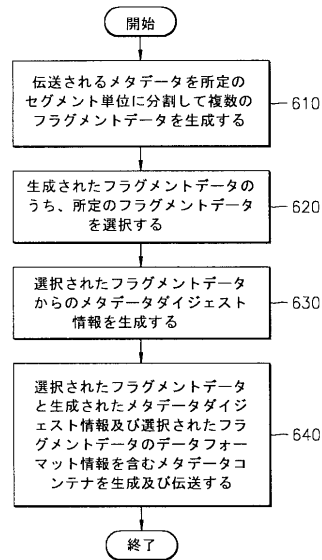 開始
伝送されるメタデータを所定の
セグメント単位に分割して複数の
フラグメントデータを生成する
610
生成されたフラグメントデータの
うち、所定のフラグメントデータ
を選択する
620
選択されたフラグメントデータ
からのメタデータダイジェスト
情報を生成する
630
選択されたフラグメントデータ
と生成されたメタデータダイジ
ェスト情報及び選択されたフラ
グメントデータのデータフォー
マット情報を含むメタデータコ
ンテナを生成及び伝送する
640
終了